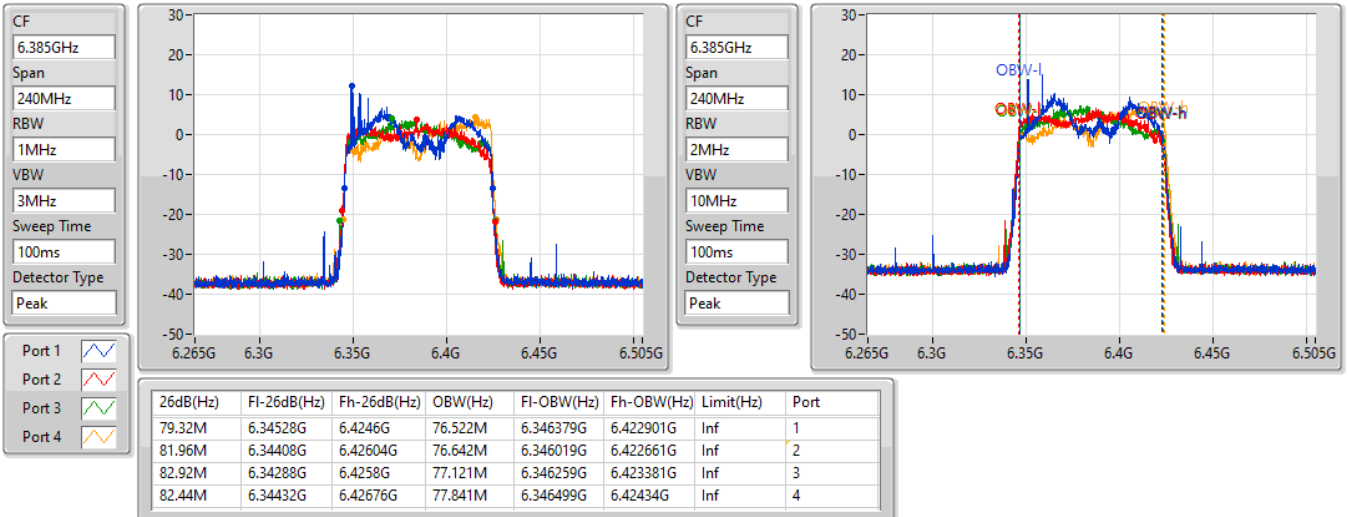 CF
6.385GHz
Span
240MHz
RBW
1MHz
VBW
3MHz
Sweep Time
100ms
Detector Type
Peak
30
20
10
0
-10
-20
-30
-40
-50
6.265G 6.3G 6.35G 6.4G 6.45G 6.505G
CF
6.385GHz
Span
240MHz
RBW
2MHz
VBW
10MHz
Sweep Time
100ms
Detector Type
Peak
30
20
10
0
-10
-20
-30
-40
-50
OBW-l
OBW-l
OBW-h
OBW-h
6.265G 6.3G 6.35G 6.4G 6.45G 6.505G
Port 1
Port 2
Port 3
Port 4
26dB(Hz) Fl-26dB(Hz) Fh-26dB(Hz) OBW(Hz) Fl-OBW(Hz) Fh-OBW(Hz) Limit(Hz) Port
79.32M 6.34528G 6.4246G 76.522M 6.346379G 6.422901G Inf 1
81.96M 6.34408G 6.42604G 76.642M 6.346019G 6.422661G Inf 2
82.92M 6.34288G 6.4258G 77.121M 6.346259G 6.423381G Inf 3
82.44M 6.34432G 6.42676G 77.841M 6.346499G 6.42434G Inf 4